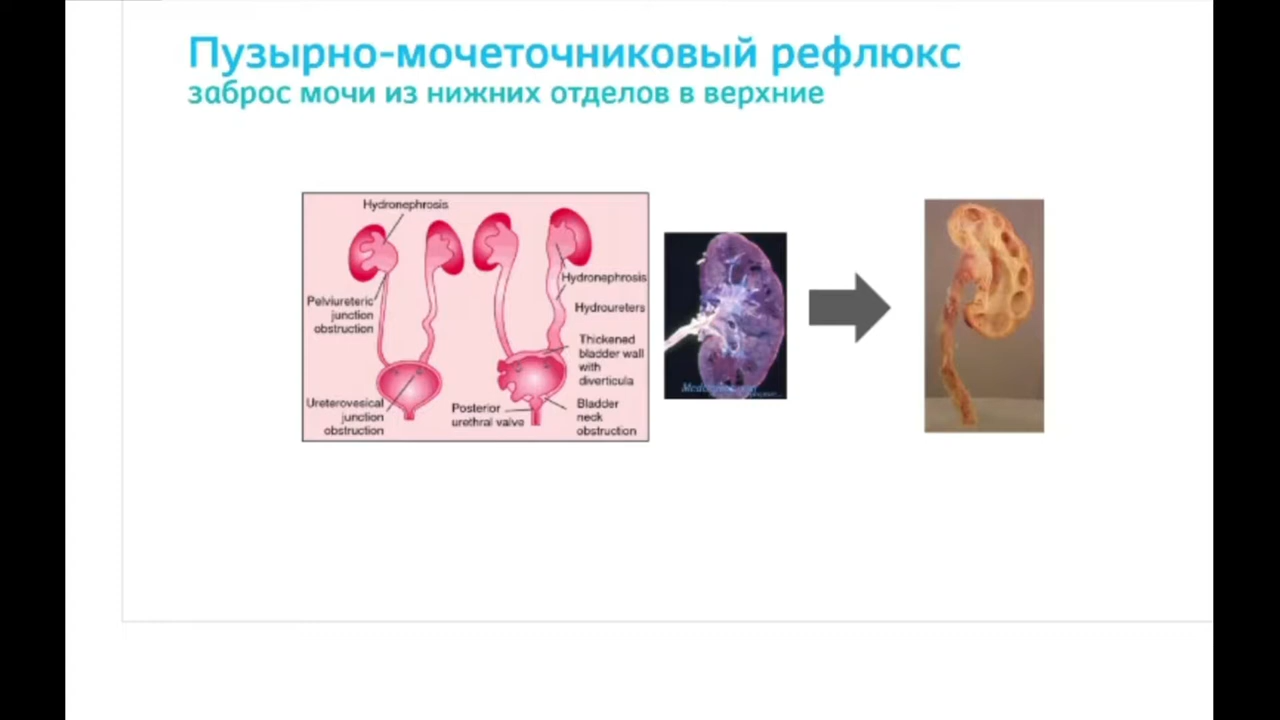 Пузырно-мочеточниковый рефлюкс
заброс мочи из нижних отделов в верхние
Hydronephrosis
Pelviureteric
junction
obstruction
Ureterovesical
junction
obstruction
Hydronephrosis
Hydroureters
Thickened
bladder wall
with
diverticula
Posterior
urethral valve
Bladder
neck
obstruction